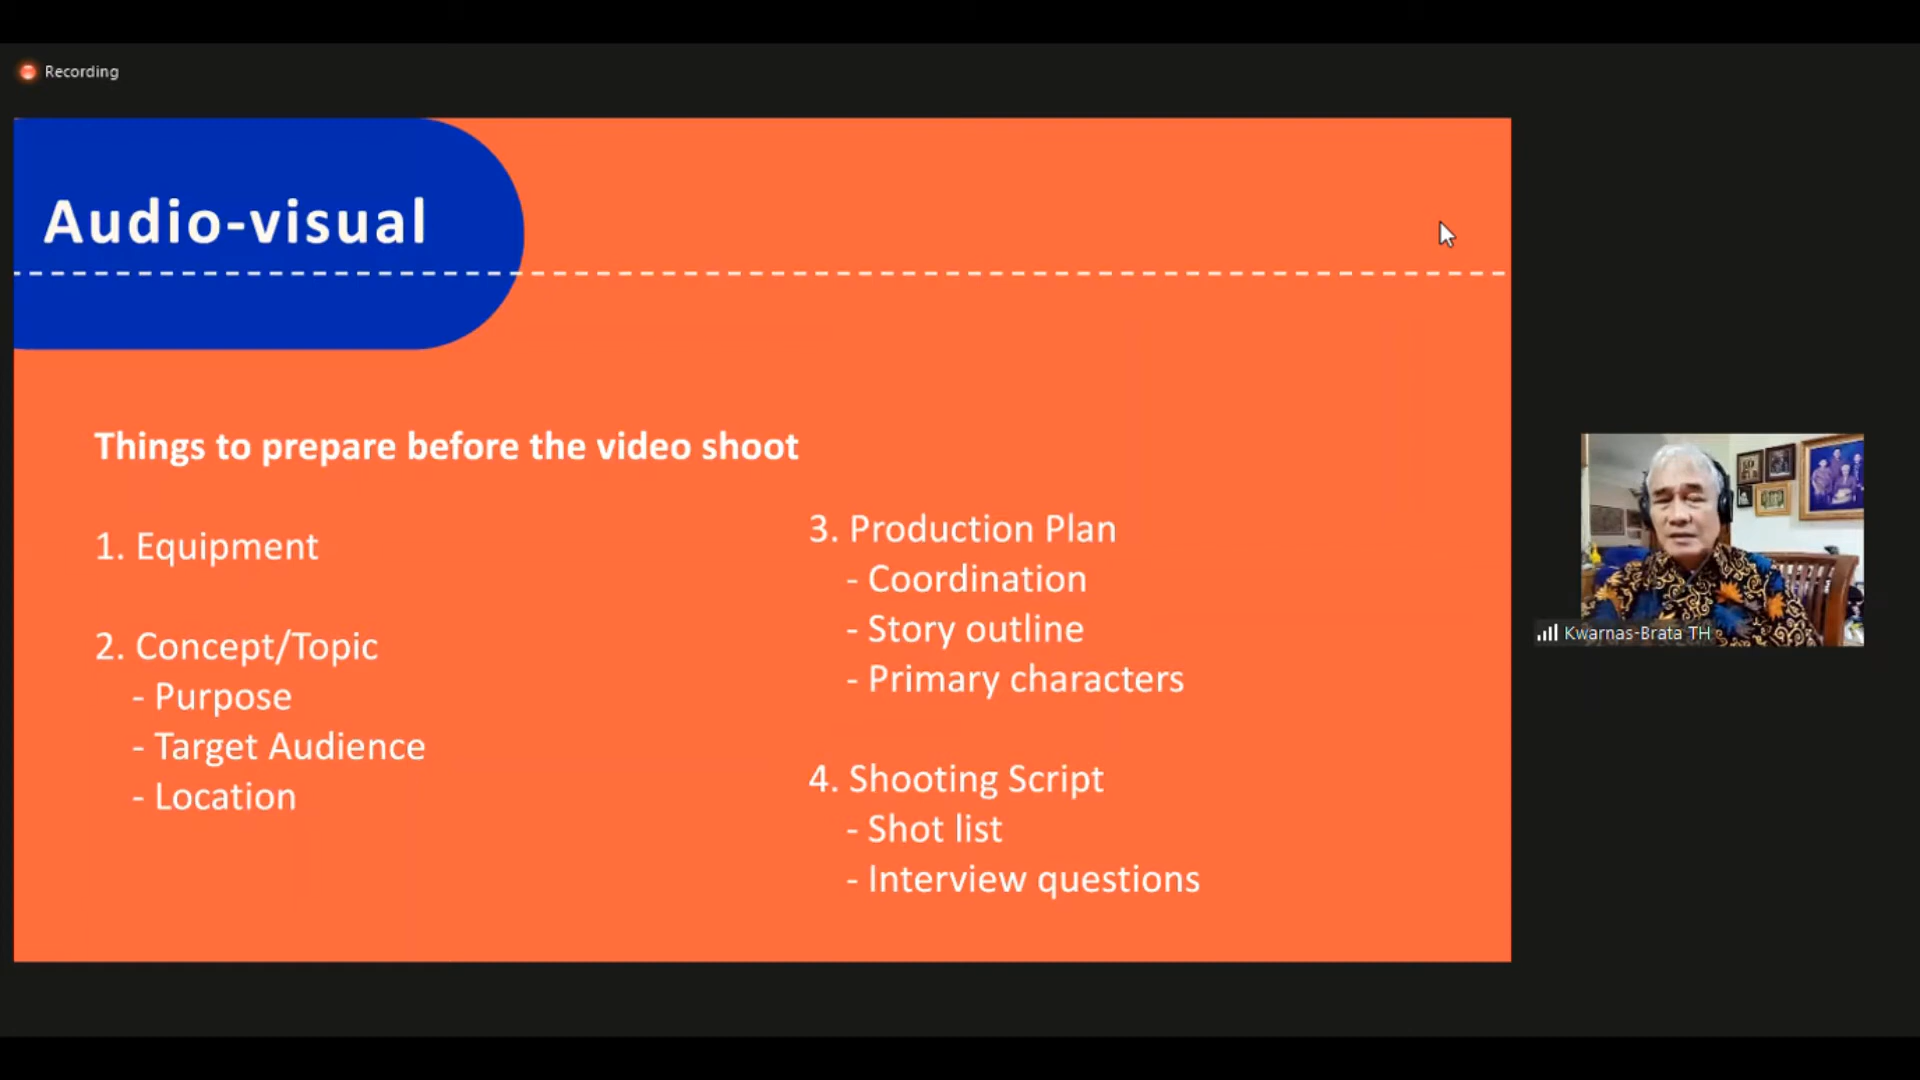 Recording
Audio-visual
Things to prepare before the video shoot
1. Equipment
2. Concept/Topic
- Purpose
- Target Audience
- Location
3. Production Plan
- Coordination
- Story outline
- Primary characters
4. Shooting Script
- Shot list
- Interview questions
Kwarnas-Brata TH